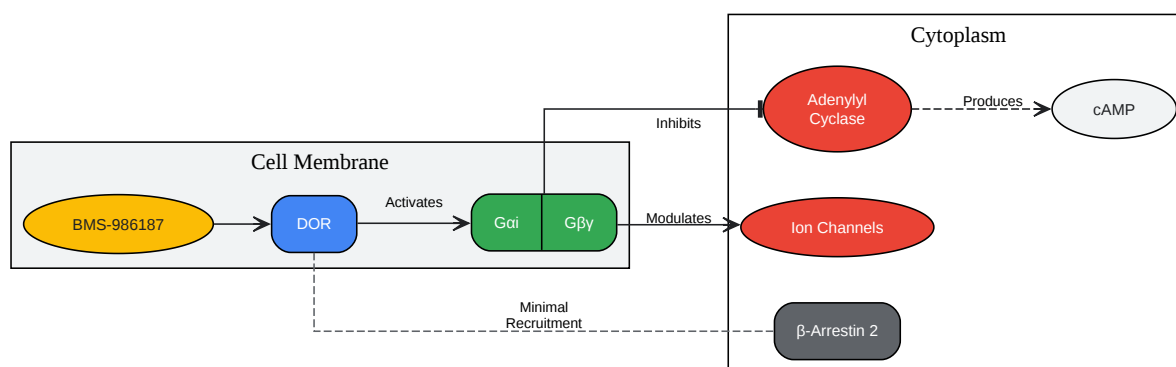 Cytoplasm
Adenylyl
Cyclase
Produces
cAMP
Inhibits
Cell Membrane
BMS-986187
DOR
Activates
Gαi
Gβγ
Modulates
Ion Channels
Minimal
Recruitment
β-Arrestin 2